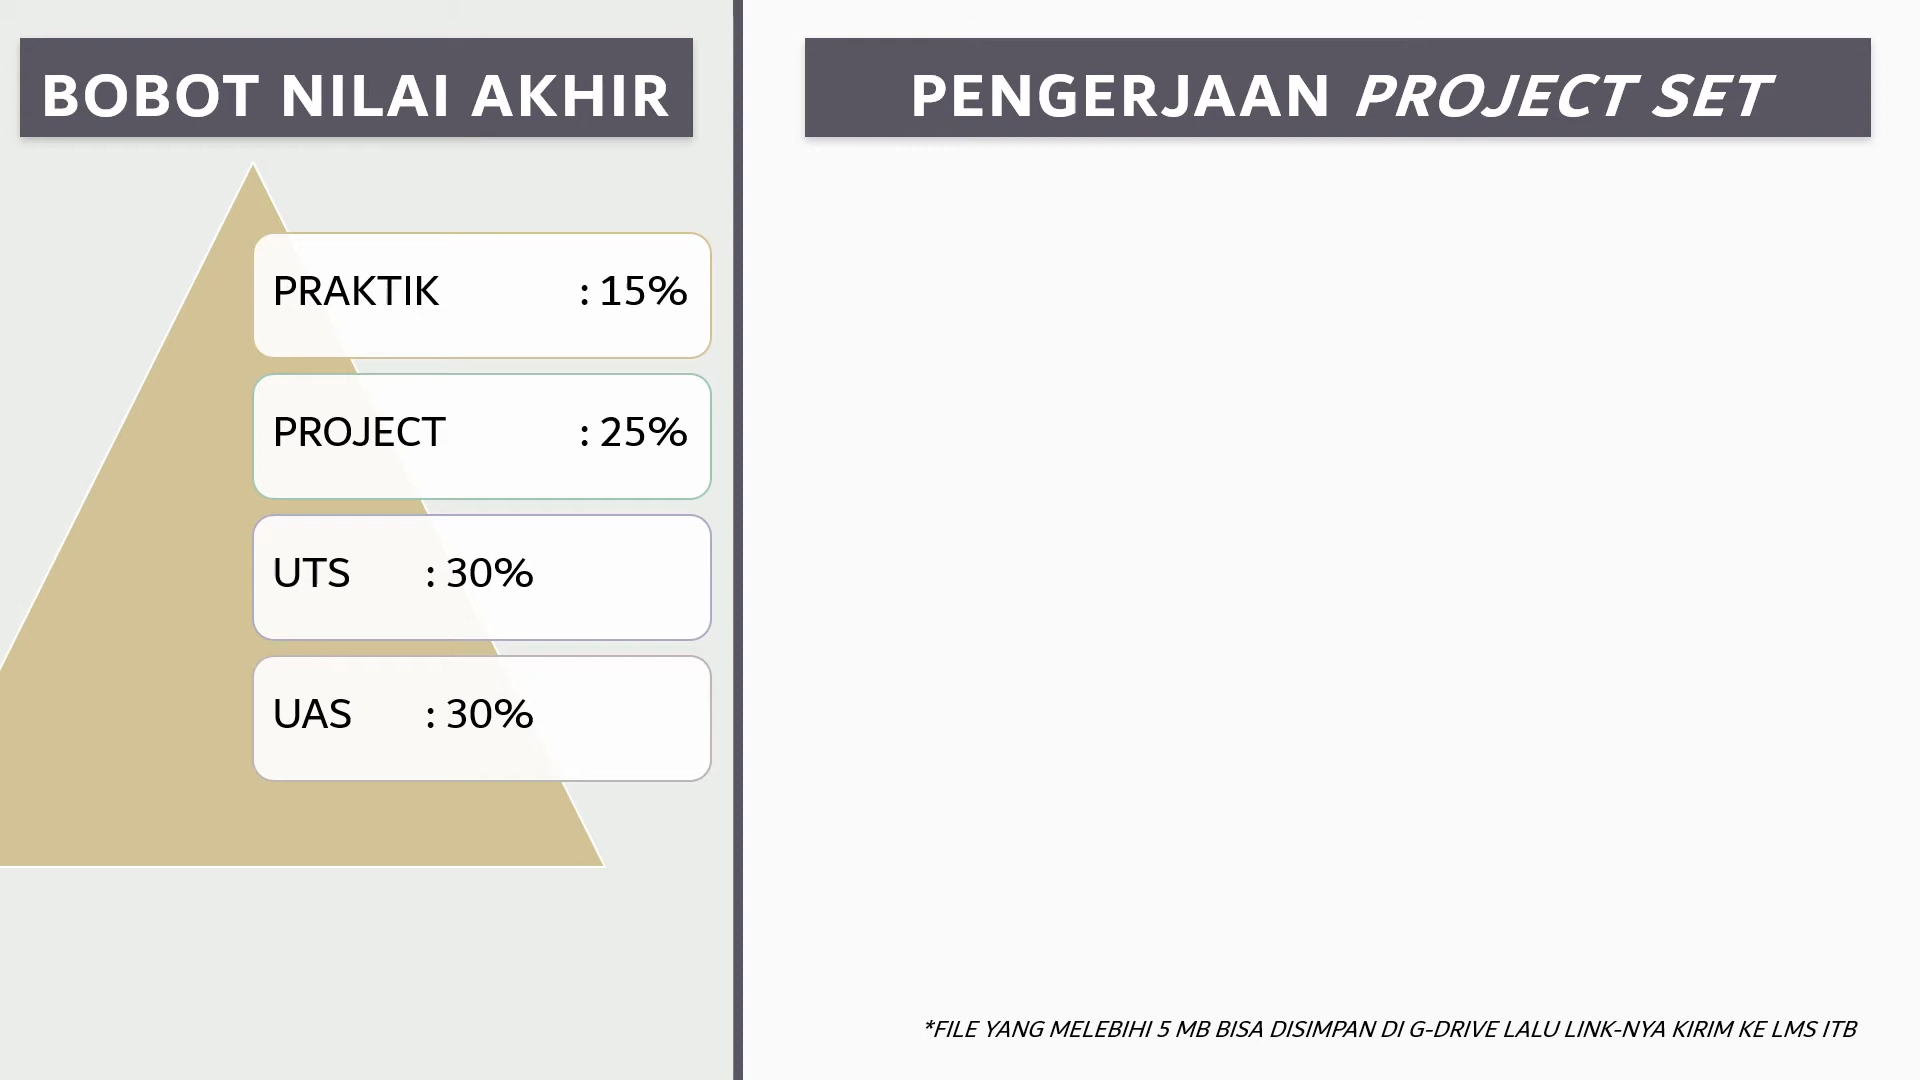 BOBOT NILAI AKHIR
PRAKTIK : 15%
PROJECT : 25%
UTS : 30%
UAS : 30%
PENGERJAAN PROJECT SET
*FILE YANG MELEBIHI 5 MB BISA DISIMPAN DI G-DRIVE LALU LINK-NYA KIRIM KE LMS ITB